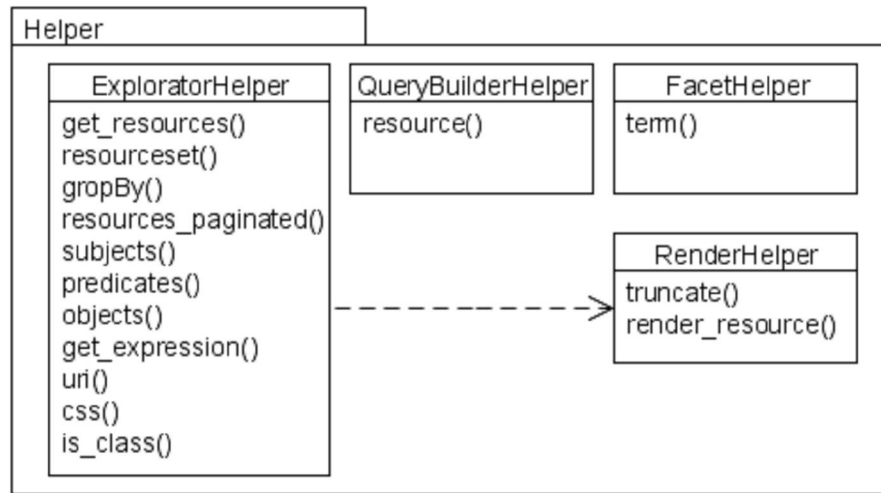 Helper
ExploratorHelper
get_resources()
resourceset()
gropBy()
resources_paginated()
subjects()
predicates()
objects()
get_expression()
uri()
css()
is_class()
QueryBuilderHelper
resource()
FacetHelper
term()
RenderHelper
truncate()
render_resource()